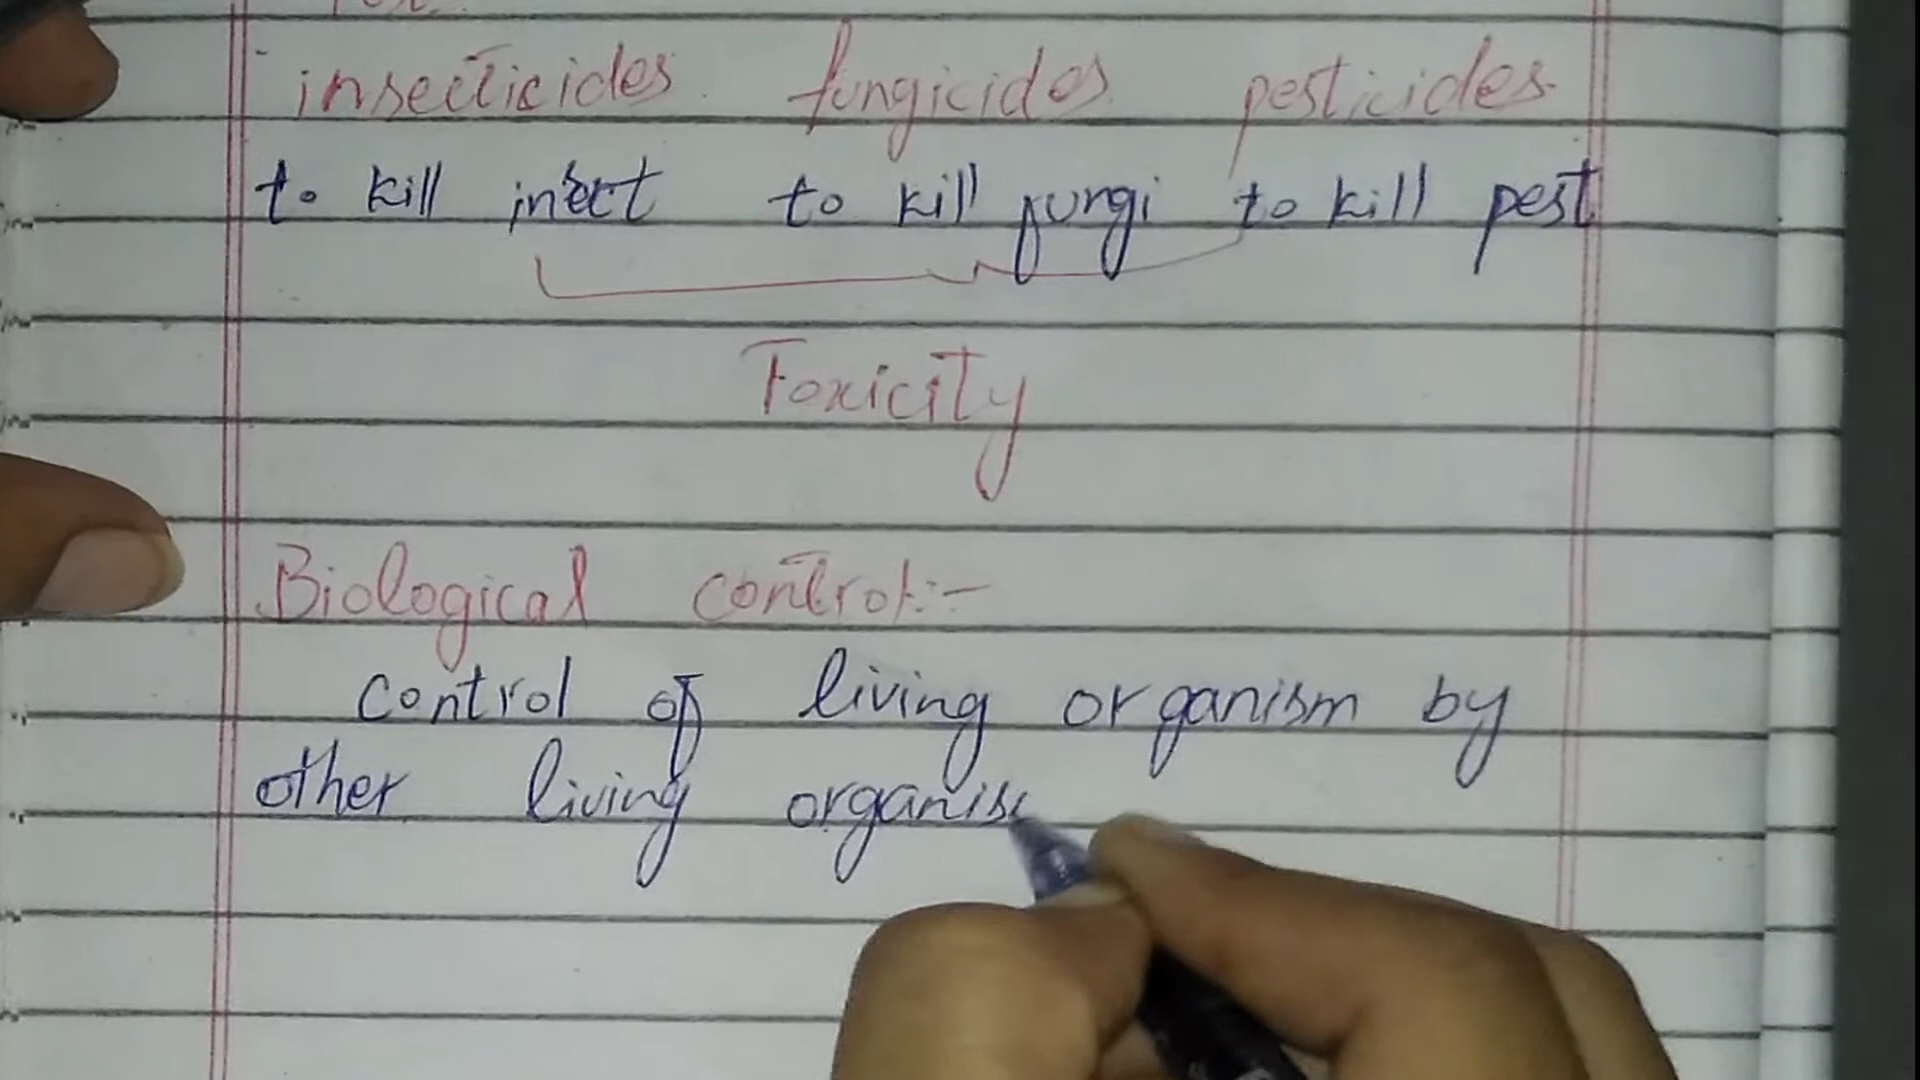 insecticides fungicides pesticides
to kill insect to kill fungi to kill pest
Toxicity
Biological control:-
control of living organism by
other living organis